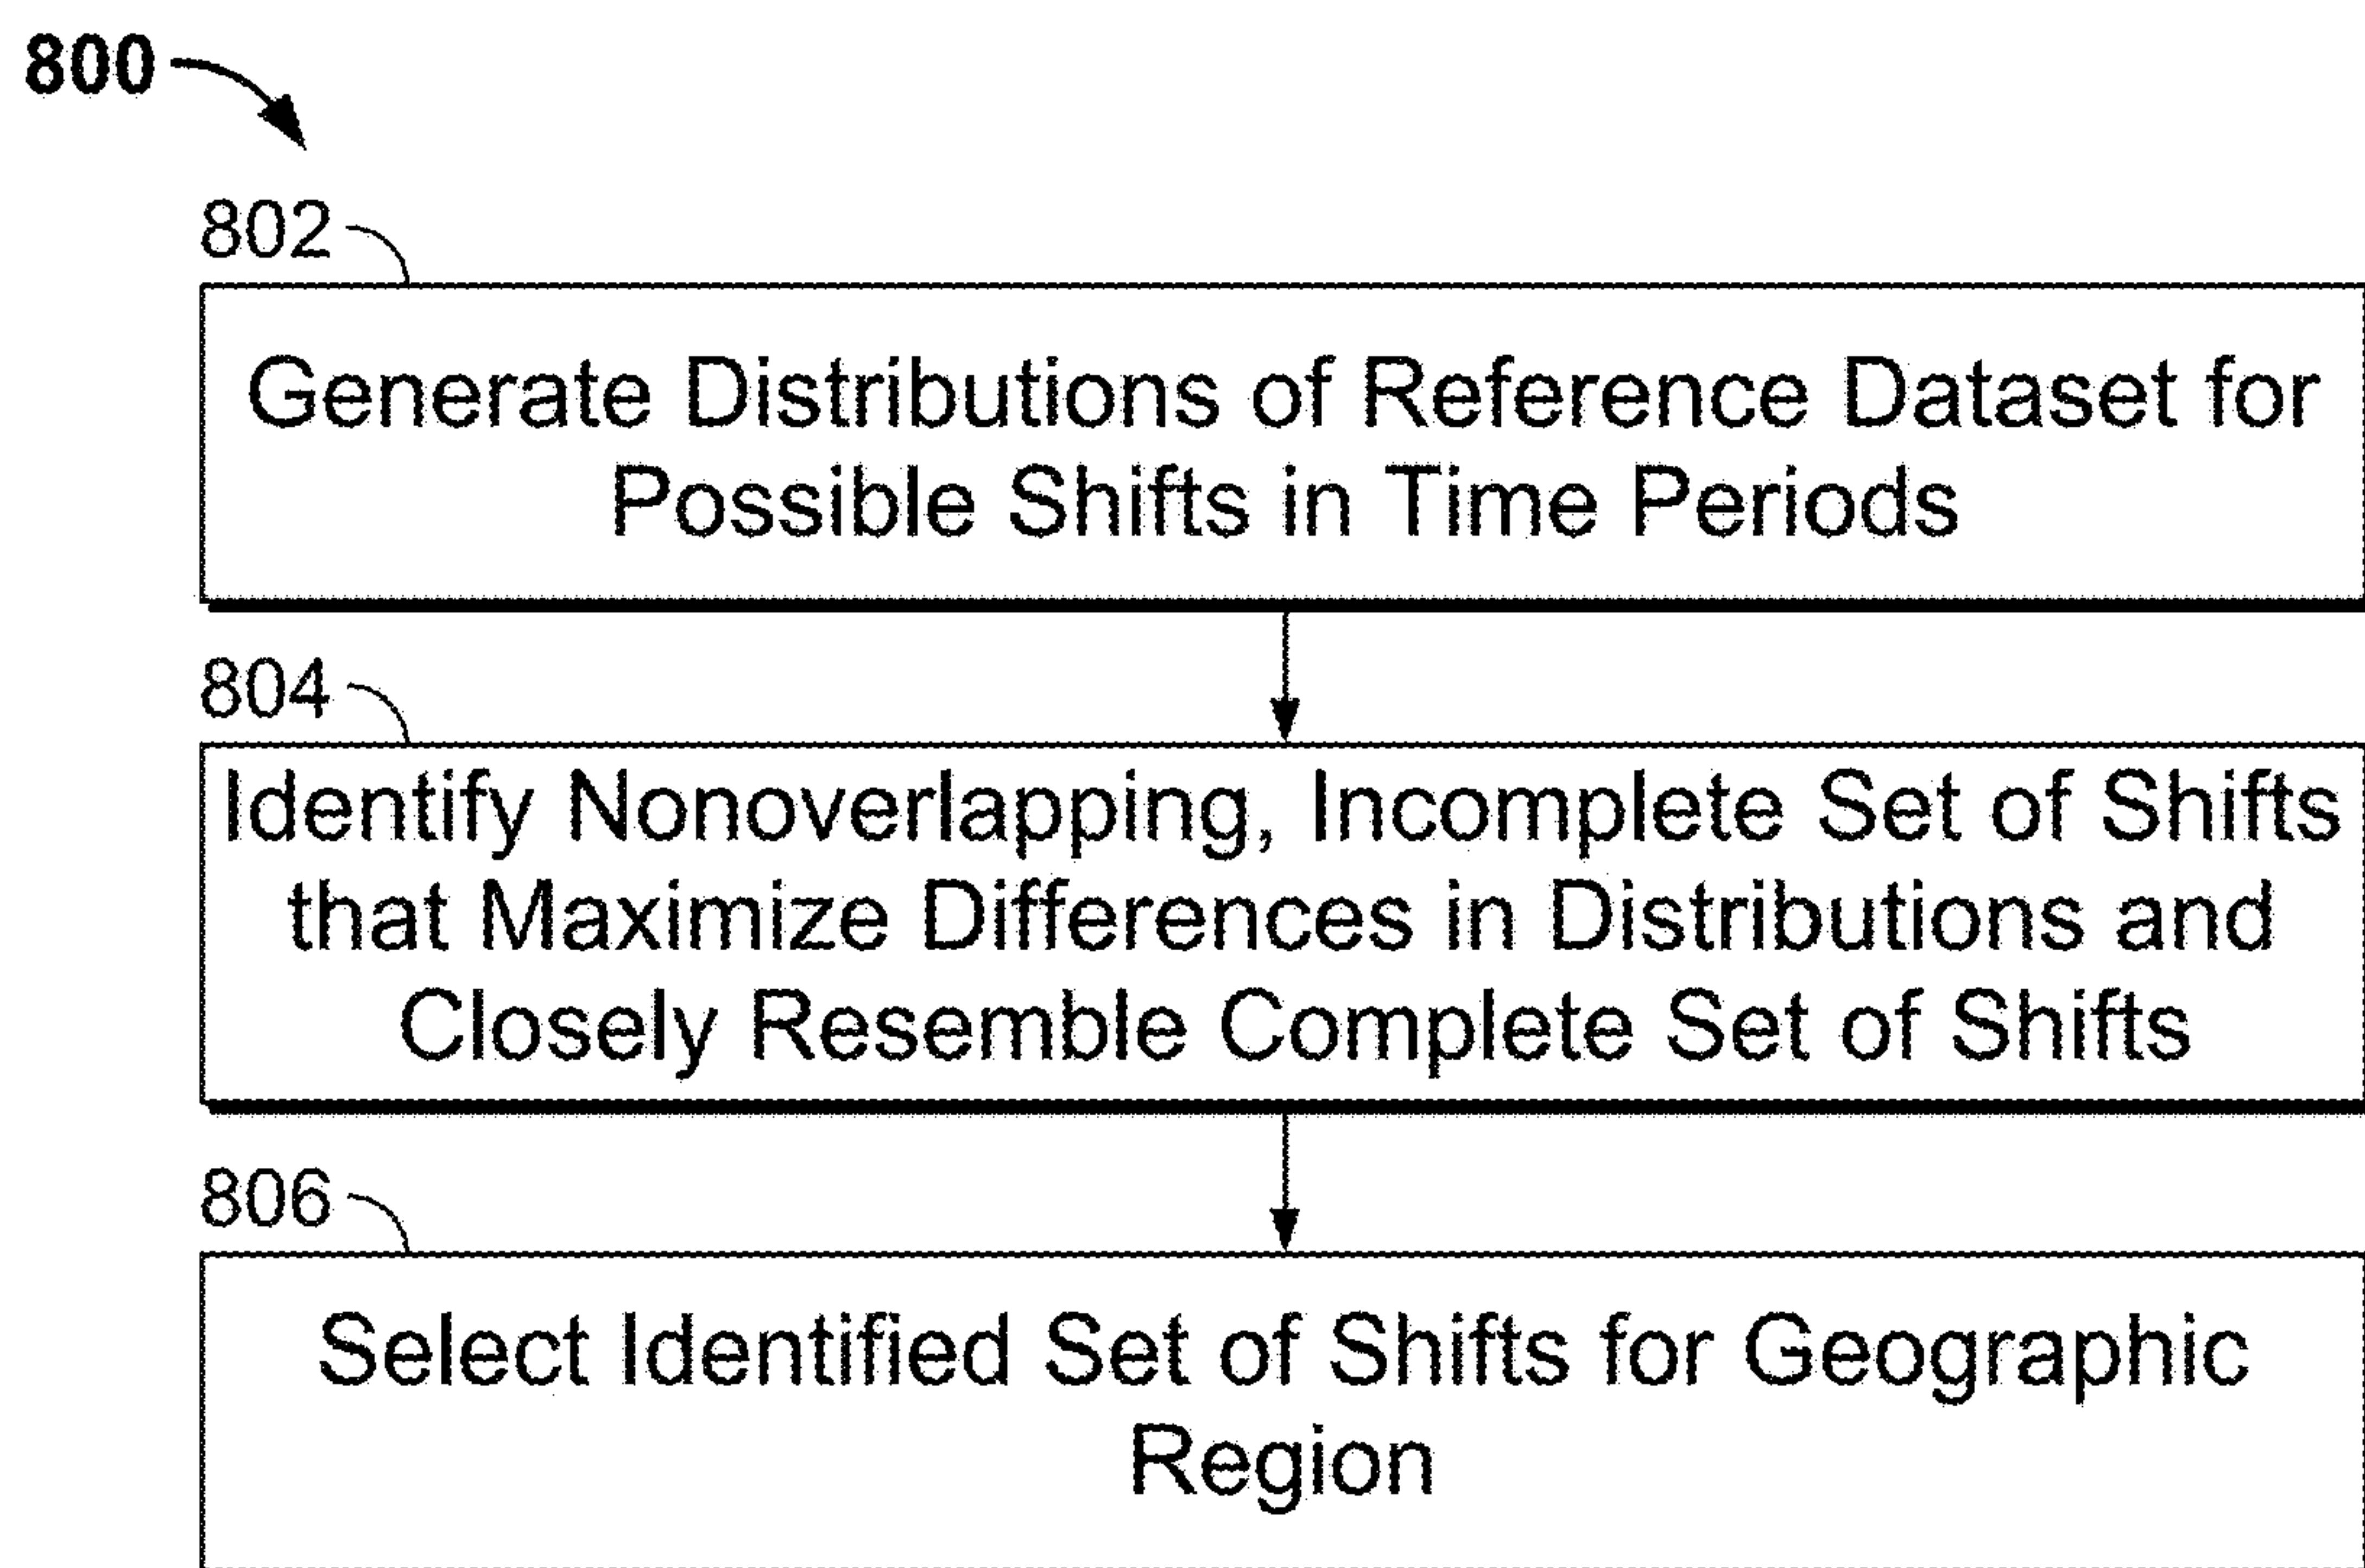 800
802
Generate Distributions of Reference Dataset for
Possible Shifts in Time Periods
804
Identify Nonoverlapping, Incomplete Set of Shifts
that Maximize Differences in Distributions and
Closely Resemble Complete Set of Shifts
806
Select Identified Set of Shifts for Geographic
Region